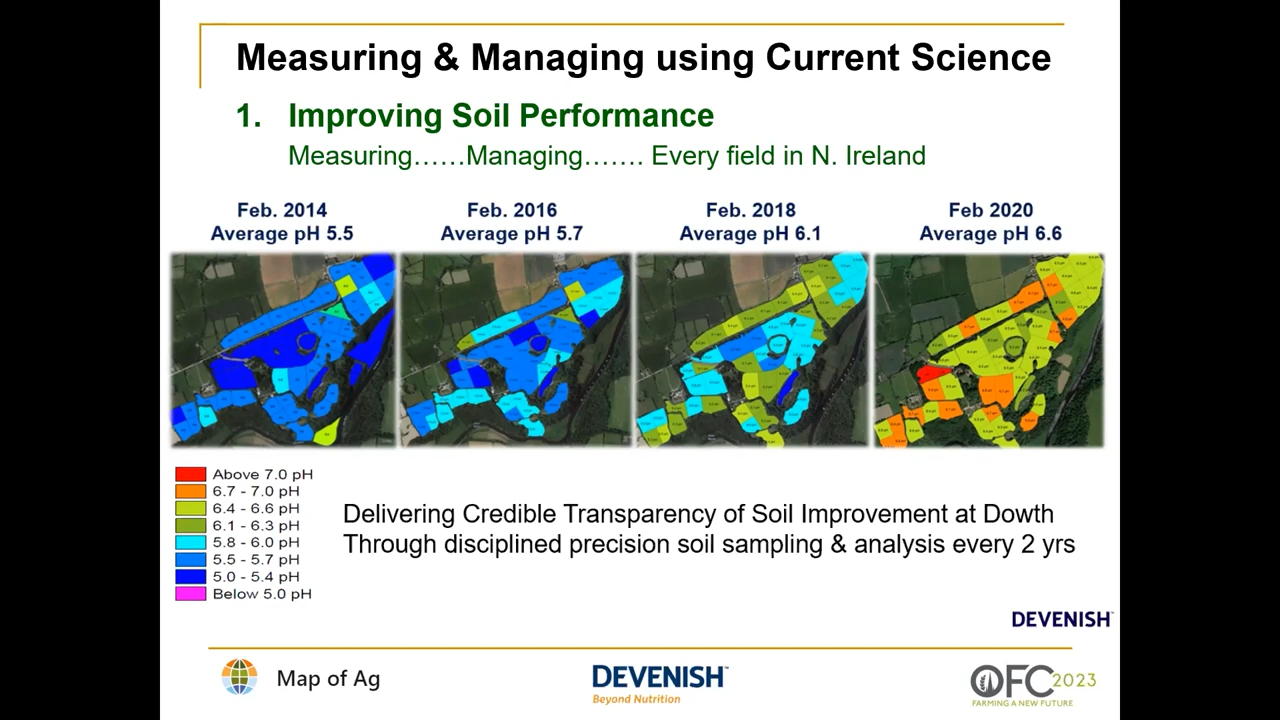 Measuring & Managing using Current Science
1. Improving Soil Performance
Measuring……Managing……. Every field in N. Ireland
Feb. 2014
Average pH 5.5
Feb. 2016
Average pH 5.7
Feb. 2018
Average pH 6.1
Feb 2020
Average pH 6.6
Above 7.0 pH
6.7 - 7.0 pH
6.4 - 6.6 pH
6.1 - 6.3 pH
5.8 - 6.0 pH
5.5 - 5.7 pH
5.0 - 5.4 pH
Below 5.0 pH
Delivering Credible Transparency of Soil Improvement at Dowth
Through disciplined precision soil sampling & analysis every 2 yrs
DEVENISH™
Map of Ag
DEVENISH™
Beyond Nutrition
OFC 2023
FARMING A NEW FUTURE